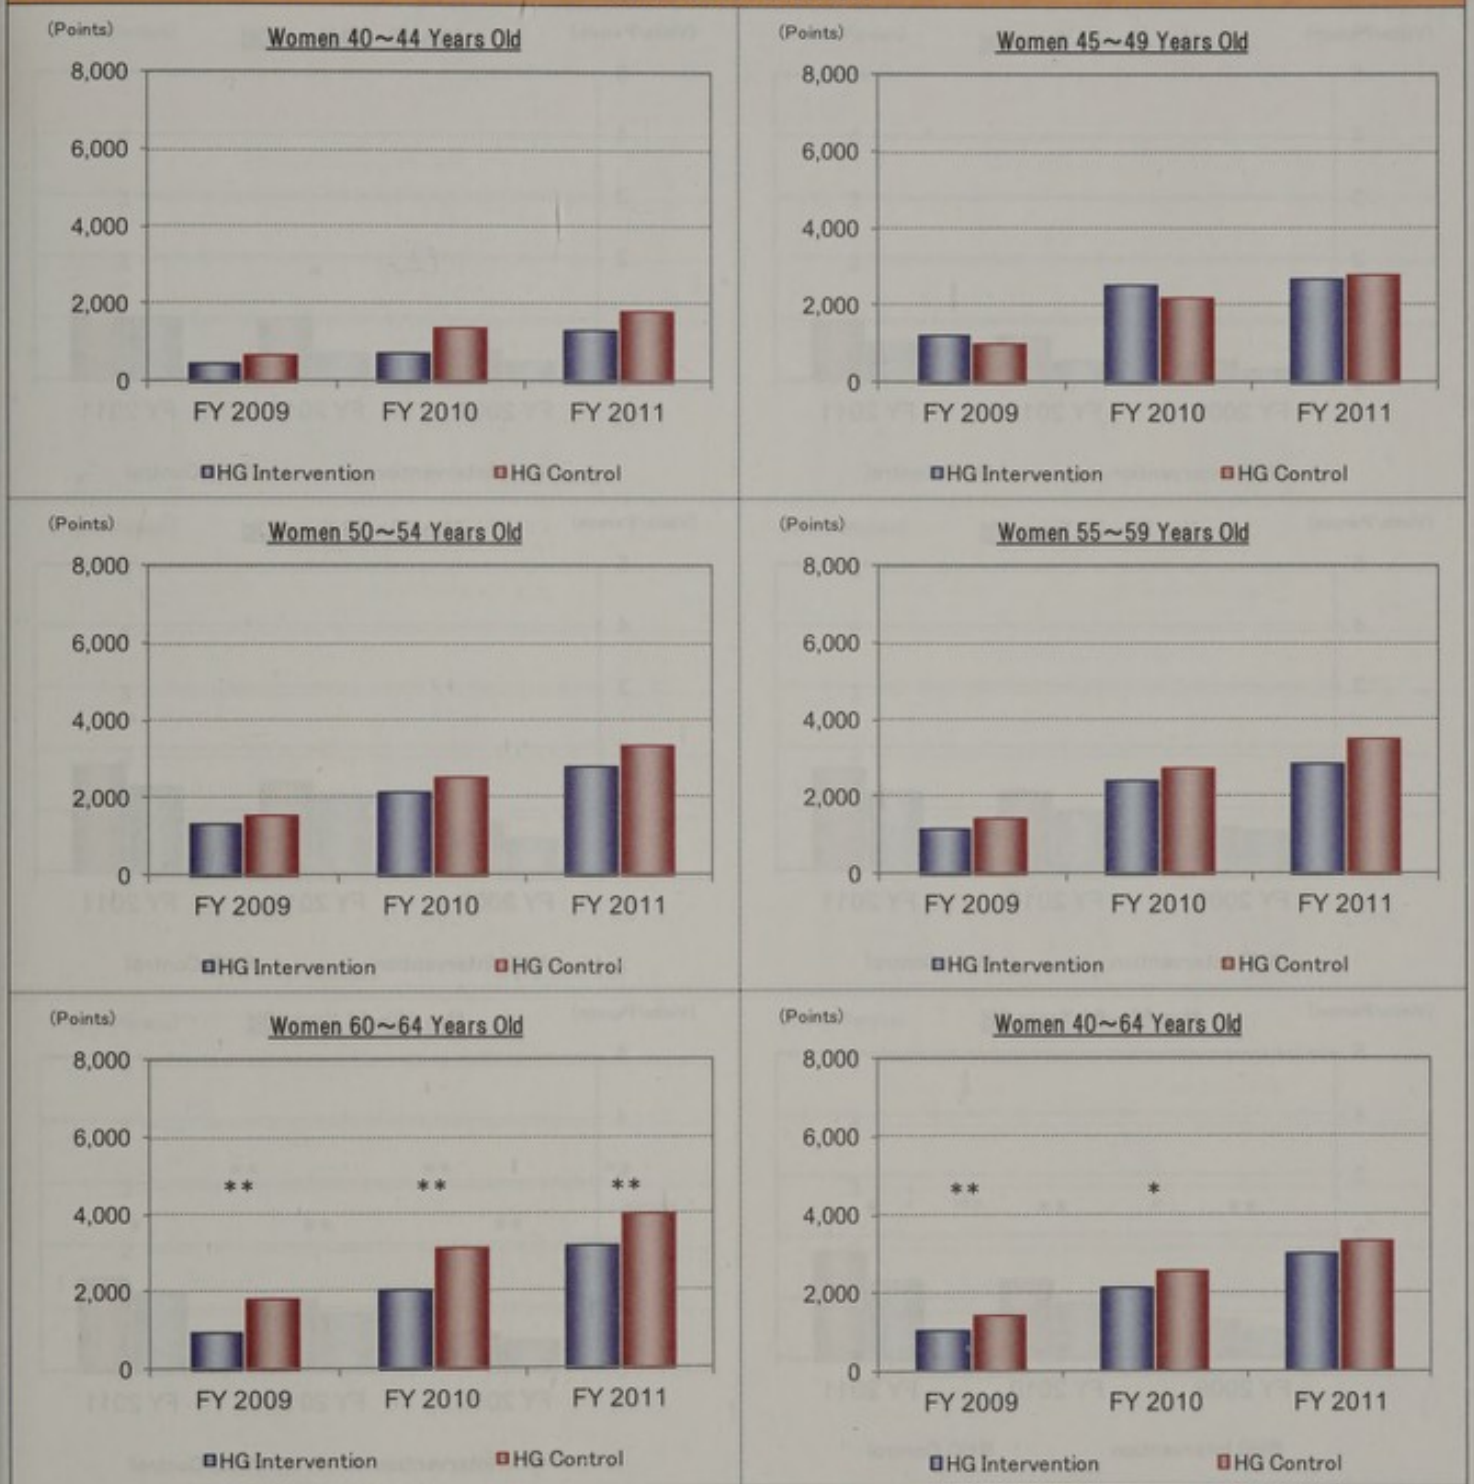 (Points)
Women 40～44 Years Old
8,000
6,000
4,000
2,000
0
FY 2009 FY 2010 FY 2011
HG Intervention HG Control
(Points)
Women 45～49 Years Old
8,000
6,000
4,000
2,000
0
FY 2009 FY 2010 FY 2011
HG Intervention HG Control
(Points)
Women 50～54 Years Old
8,000
6,000
4,000
2,000
0
FY 2009 FY 2010 FY 2011
HG Intervention HG Control
(Points)
Women 55～59 Years Old
8,000
6,000
4,000
2,000
0
FY 2009 FY 2010 FY 2011
HG Intervention HG Control
(Points)
Women 60～64 Years Old
8,000
6,000
** ** **
4,000
2,000
0
FY 2009 FY 2010 FY 2011
HG Intervention HG Control
(Points)
Women 40～64 Years Old
8,000
6,000
** *
4,000
2,000
0
FY 2009 FY 2010 FY 2011
HG Intervention HG Control